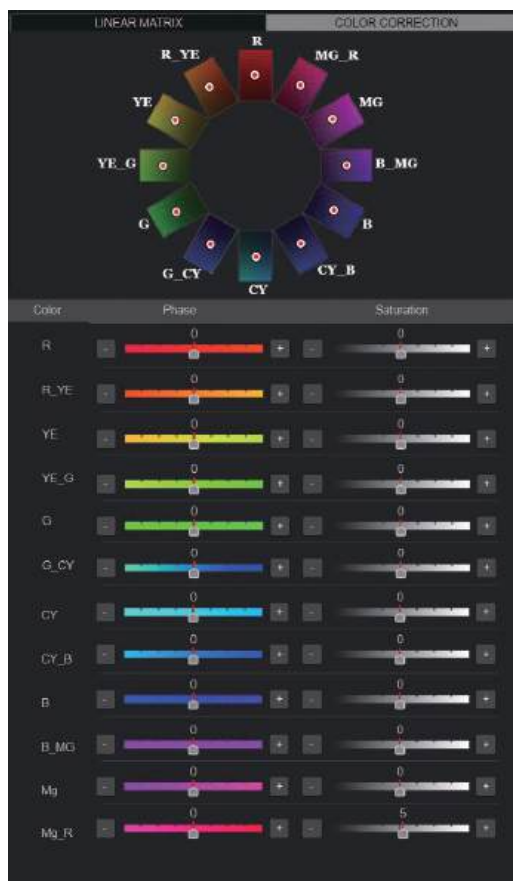 LINEAR MATRIX COLOR CORRECTION
R
R_YE MG_R
YE MG
YE_G B_MG
G B
G_CY CY_B
CY
Color Phase Saturation
0 0
R - + - +
0 0
R_YE - + - +
0 0
YE - + - +
0 0
YE_G - + - +
0 0
G - + - +
0 0
G_CY - + - +
0 0
CY - + - +
0 0
CY_B - + - +
0 0
B - + - +
0 0
B_MG - + - +
0 0
Mg - + - +
0 5
Mg_R - + - +